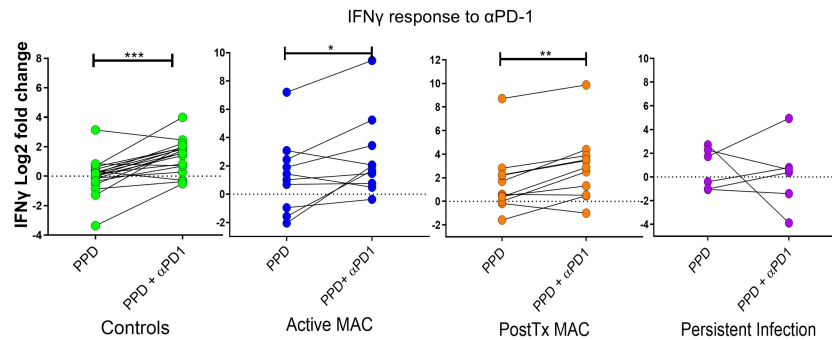 IFNγ response to αPD-1
IFNγ Log2 fold change
8
6
4
2
0
-2
-4
***
PPD
PPD + αPD1
Controls
10
8
6
4
2
0
-2
*
PPD
PPD+ αPD1
Active MAC
12
10
8
6
4
2
0
-2
**
PPD
PPD + αPD1
PostTx MAC
10
8
6
4
2
0
-2
-4
PPD
PPD + αPD1
Persistent Infection